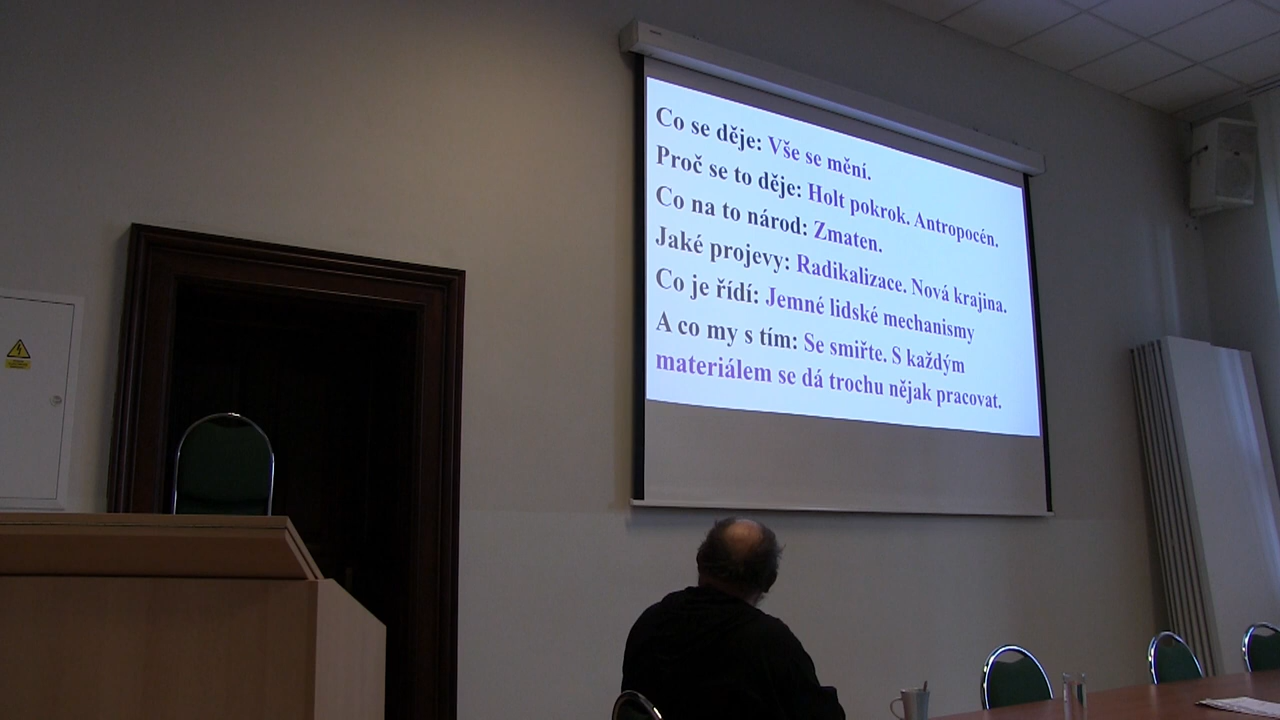 Co se děje: Vše se mění.
Proč se to děje: Holt pokrok. Antropocén.
Co na to národ: Zmaten.
Jaké projevy: Radikalizace. Nová krajina.
Co je řídí: Jemné lidské mechanismy
A co my s tím: Se smiřte. S každým
materiálem se dá trochu nějak pracovat.